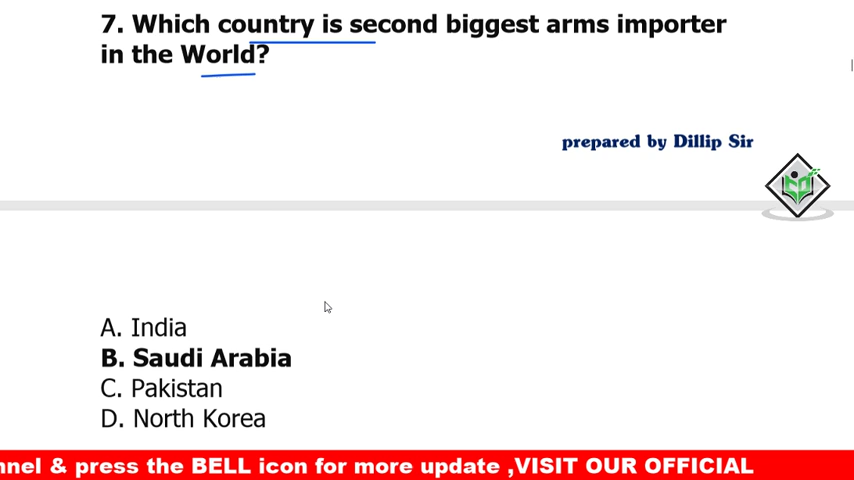 7. Which country is second biggest arms importer
in the World?
prepared by Dillip Sir
A. India
B. Saudi Arabia
C. Pakistan
D. North Korea
nnel & press the BELL icon for more update ,VISIT OUR OFFICIAL